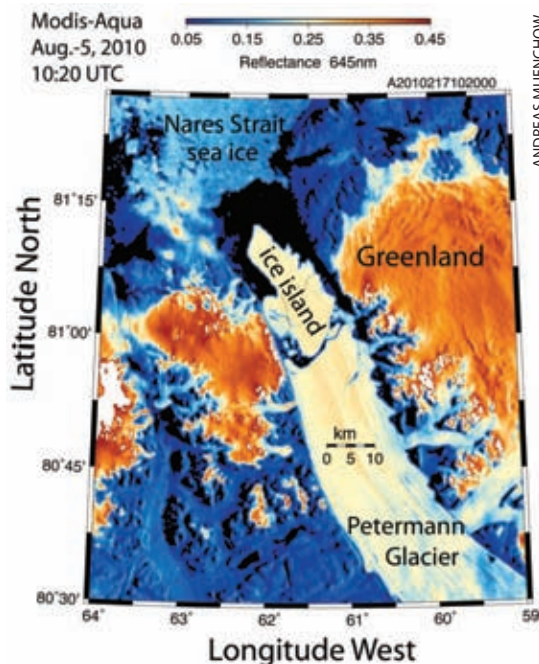 Modis-Aqua
Aug.-5, 2010
10:20 UTC
0.05 0.15 0.25 0.35 0.45
Reflectance 645nm
A2010217102000
ANDREAS MUENCHOW
Nares Strait
sea ice
ice island
Greenland
km
0 5 10
Petermann
Glacier
Latitude North
81°15'
81°00'
80°45'
80°30'
64° 63° 62° 61° 60° 59
Longitude West